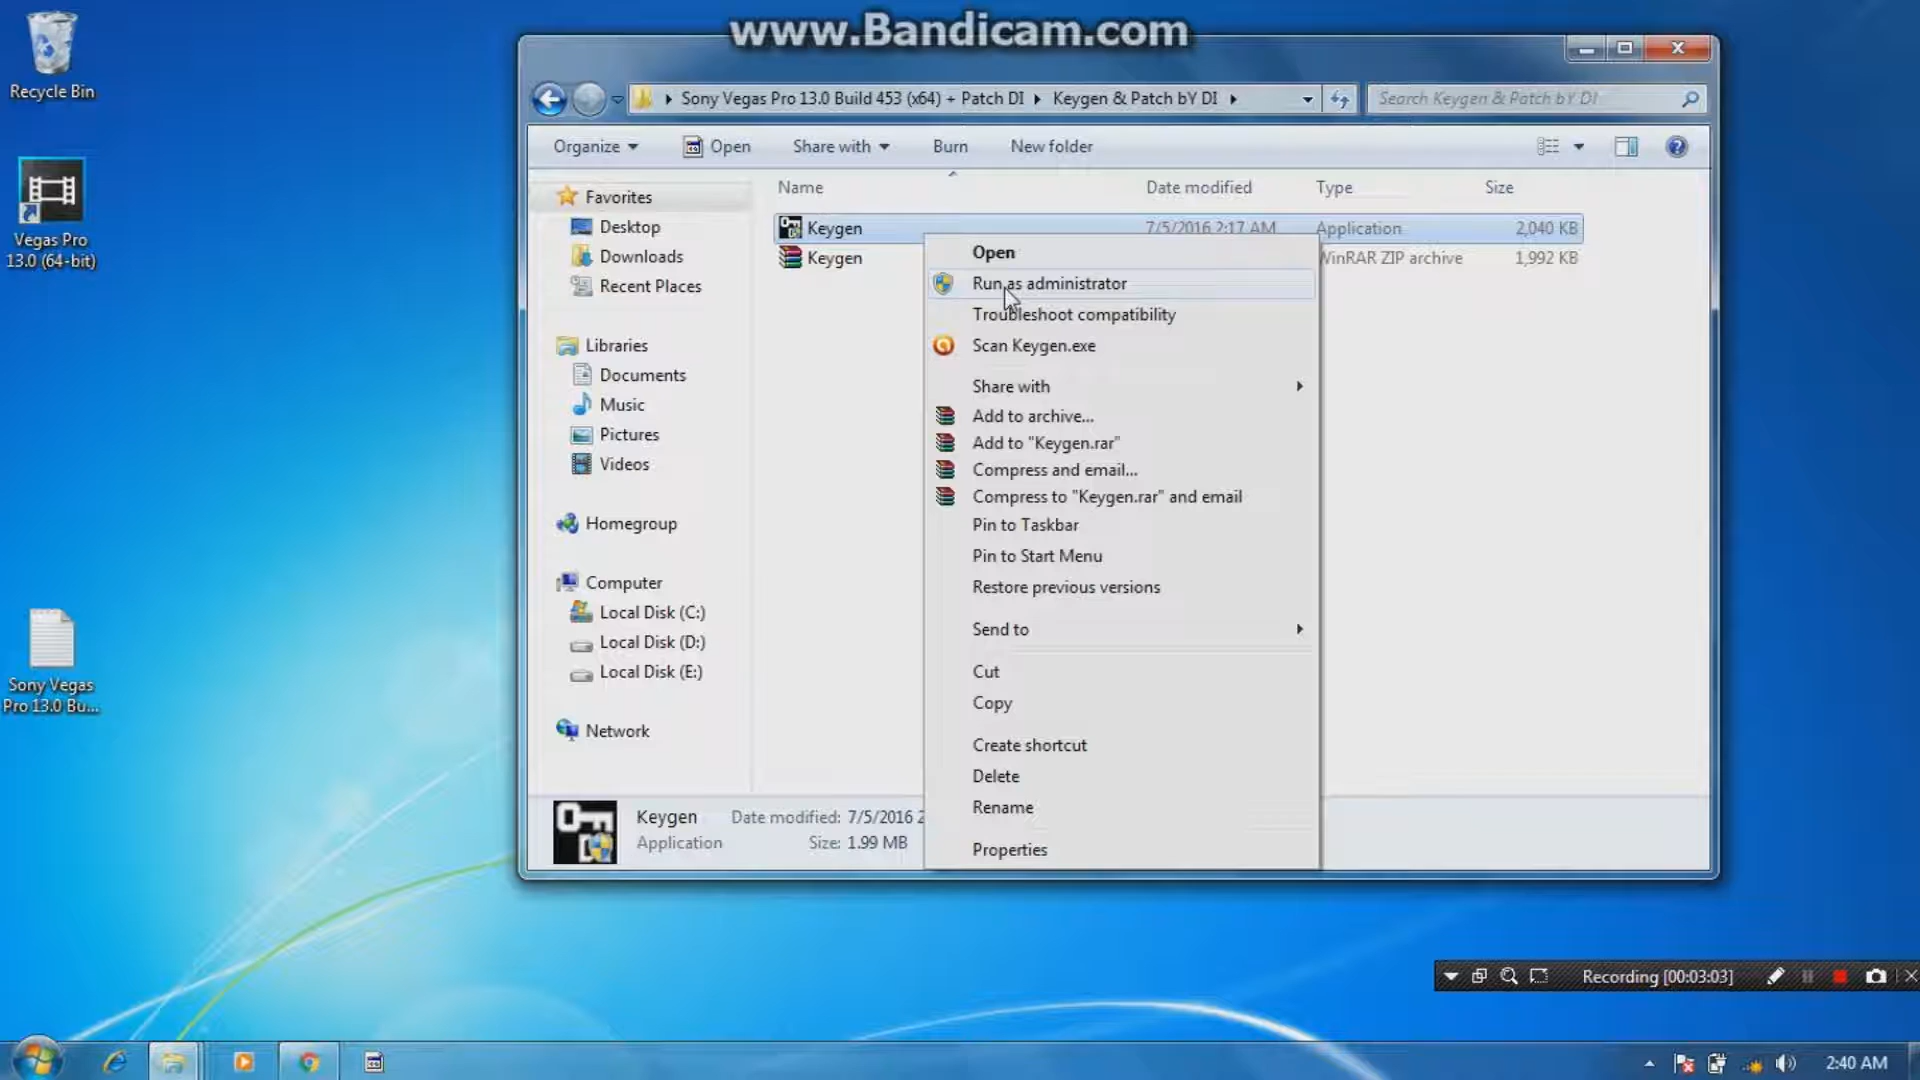 www.Bandicam.com
Recycle Bin
Vegas Pro
13.0 (64-bit)
Sony Vegas
Pro 13.0 Bu...
Sony Vegas Pro 13.0 Build 453 (x64) + Patch DI
Keygen & Patch bY DI
Search Keygen & Patch bY DI
Organize
Open
Share with
Burn
New folder
Name
Date modified
Type
Size
Keygen
7/5/2016 2:17 AM
Application
2,040 KB
Keygen
WinRAR ZIP archive
1,992 KB
Favorites
Desktop
Downloads
Recent Places
Libraries
Documents
Music
Pictures
Videos
Homegroup
Computer
Local Disk (C:)
Local Disk (D:)
Local Disk (E:)
Network
Open
Run as administrator
Troubleshoot compatibility
Scan Keygen.exe
Share with
Add to archive...
Add to "Keygen.rar"
Compress and email...
Compress to "Keygen.rar" and email
Pin to Taskbar
Pin to Start Menu
Restore previous versions
Send to
Cut
Copy
Create shortcut
Delete
Rename
Properties
Keygen
Date modified: 7/5/2016 2
Application
Size: 1.99 MB
Recording [00:03:03]
2:40 AM